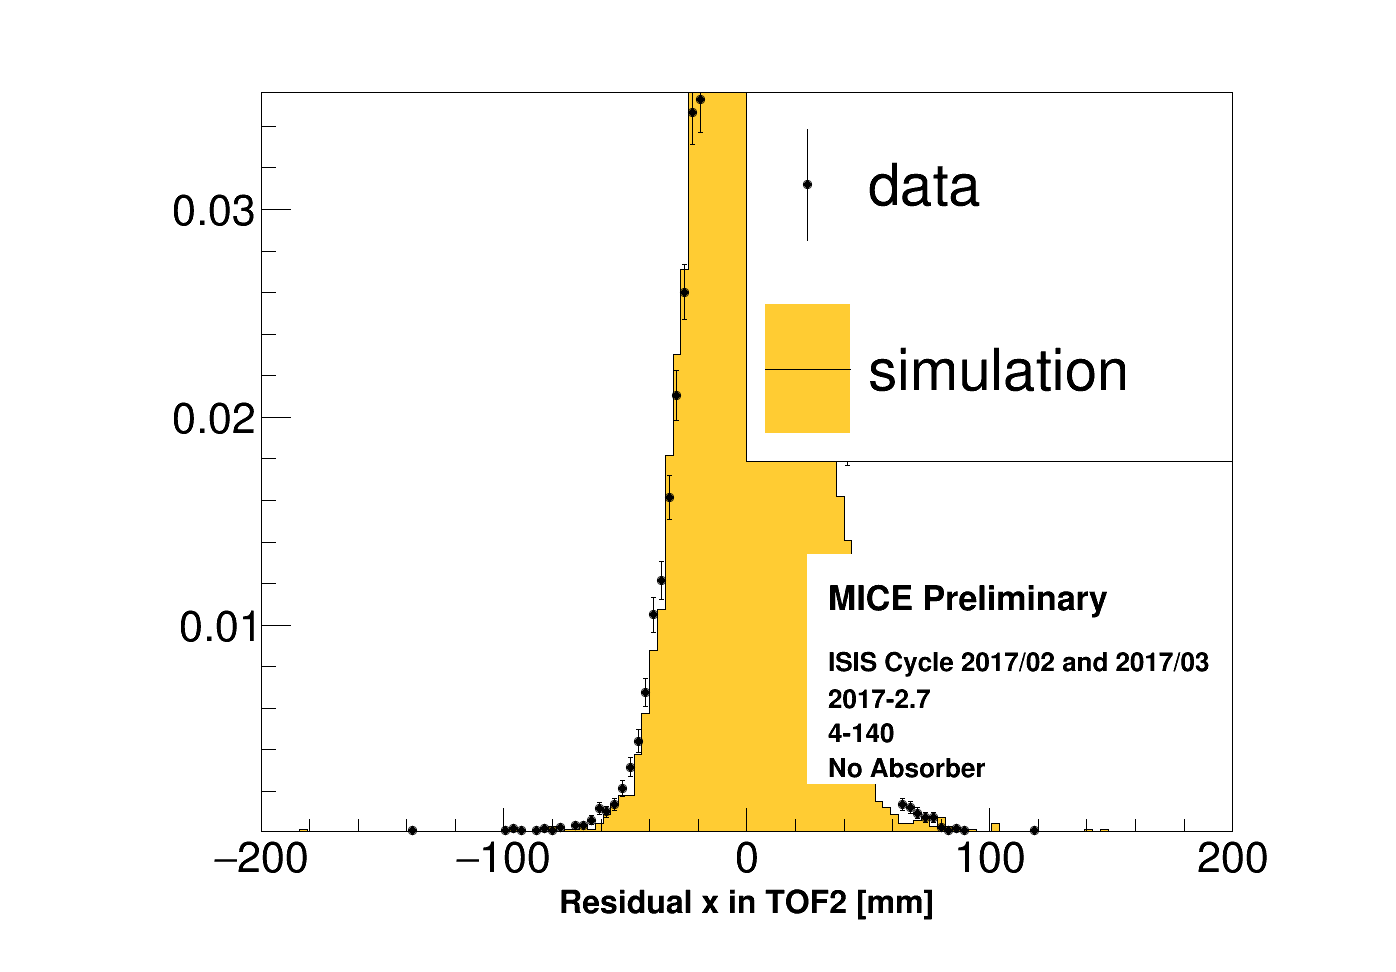 data
0.03
simulation
0.02
MICE Preliminary
0.01
ISIS Cycle 2017/02 and 2017/03
2017-2.7
4-140
No Absorber
−200 −100 0 100 200
Residual x in TOF2 [mm]